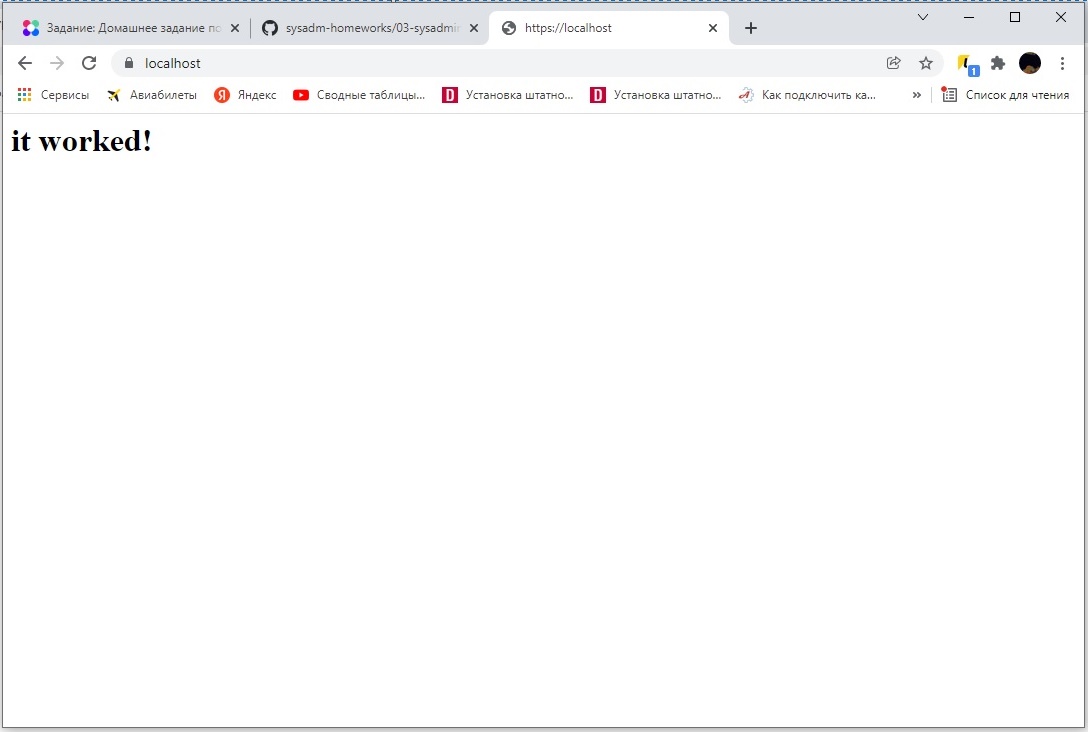 Задание: Домашнее задание по
sysadm-homeworks/03-sysadmin
https://localhost
localhost
1
Сервисы
Авиабилеты
Яндекс
Сводные таблицы...
Установка штатно...
Установка штатно...
Как подключить ка...
»
Список для чтения
it worked!